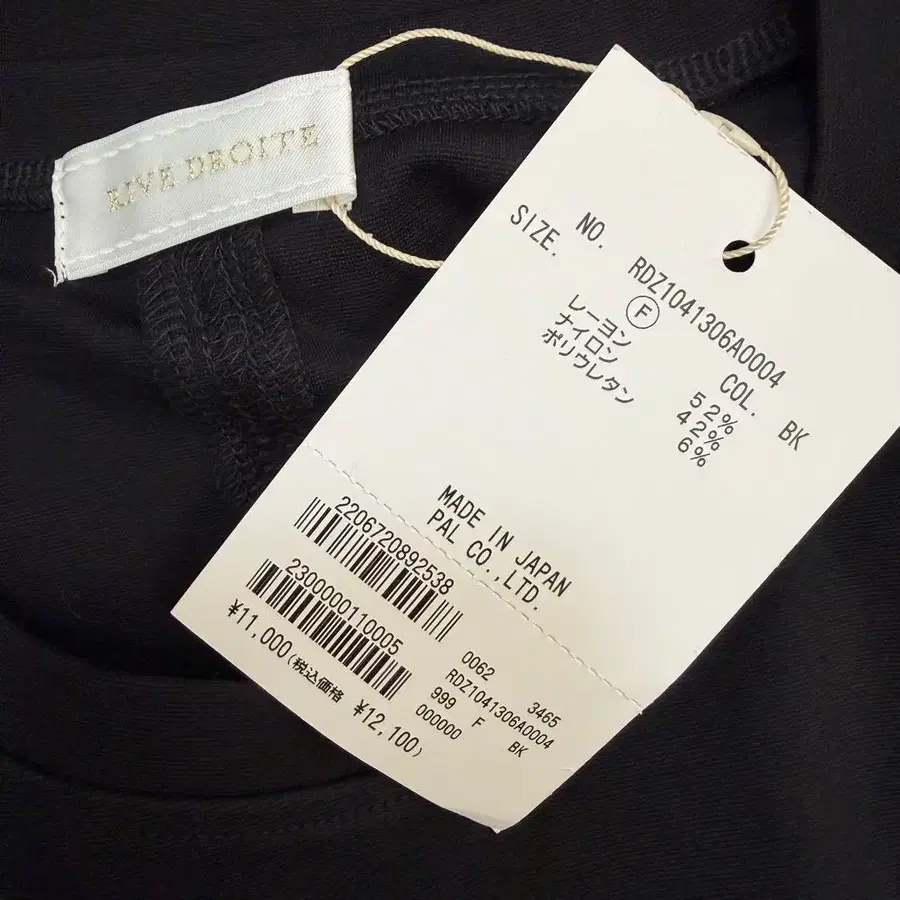 RIVE DROITE
NO. RDZ1041306A0004
SIZE. Ⓕ COL. BK
レーヨン 52%
ナイロン 42%
ポリウレタン 6%
MADE IN JAPAN
PAL CO.,LTD.
2206720892538
2300000110005
¥11,000(税込価格 ¥12,100)
0062 3465
RDZ1041306A0004
999 F BK
000000